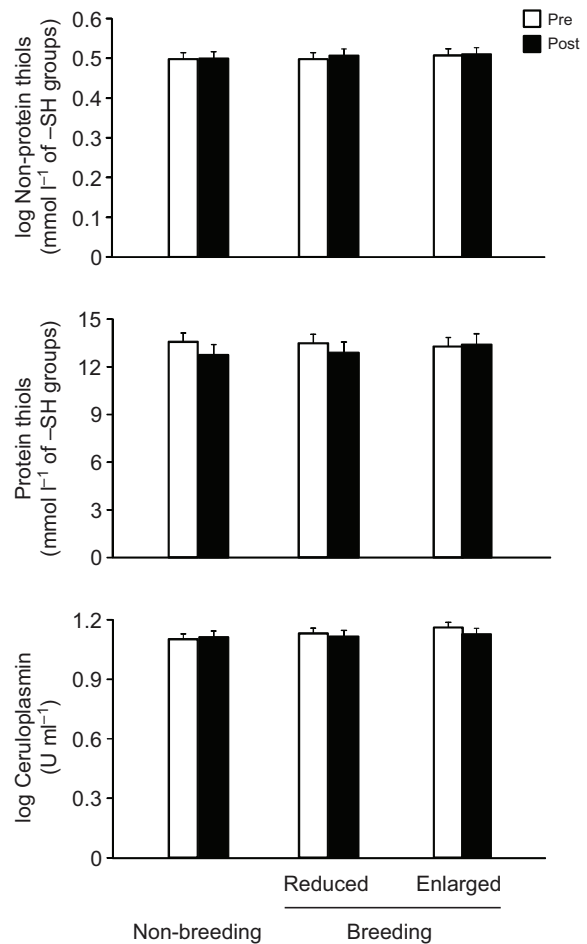 Pre
Post
log Non-protein thiols
(mmol l⁻¹ of –SH groups)
0.6
0.5
0.4
0.3
0.2
0.1
0
Protein thiols
(mmol l⁻¹ of –SH groups)
15
12
9
6
3
0
log Ceruloplasmin
(U ml⁻¹)
1.2
0.9
0.6
0.3
0
Reduced Enlarged
Non-breeding Breeding